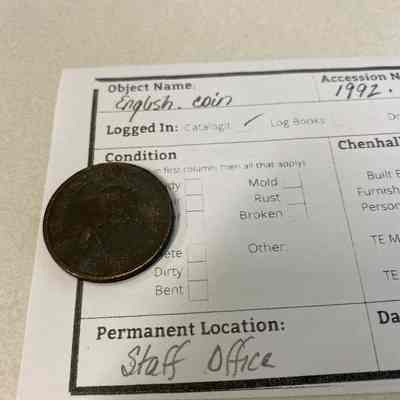 Object Name:
English. coin
Accession N
1992.
Logged In: Catalogit ✓ Log Books
Condition
first column, then all that apply)
Mold
Rust
Broken
Other:
Dirty
Bent
Chenhal
Built E
Furnish
Person
TE M
TE
Permanent Location:
Staff Office
Da